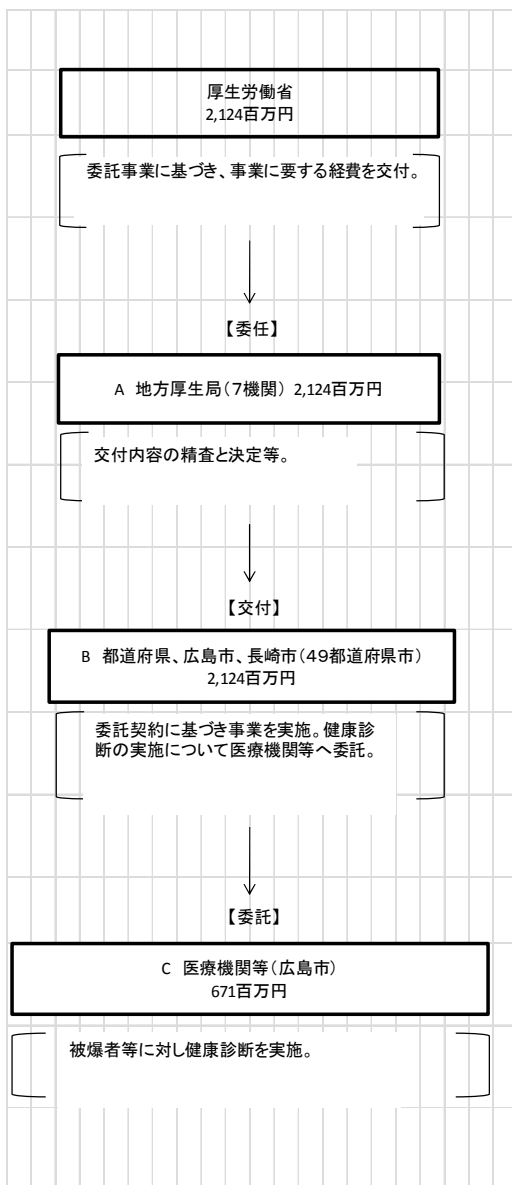 厚生労働省
2,124百万円
委託事業に基づき、事業に要する経費を交付。
【委任】
A 地方厚生局(7機関) 2,124百万円
交付内容の精査と決定等。
【交付】
B 都道府県、広島市、長崎市(49都道府県市)
2,124百万円
委託契約に基づき事業を実施。健康診
断の実施について医療機関等へ委託。
【委託】
C 医療機関等(広島市)
671百万円
被爆者等に対し健康診断を実施。